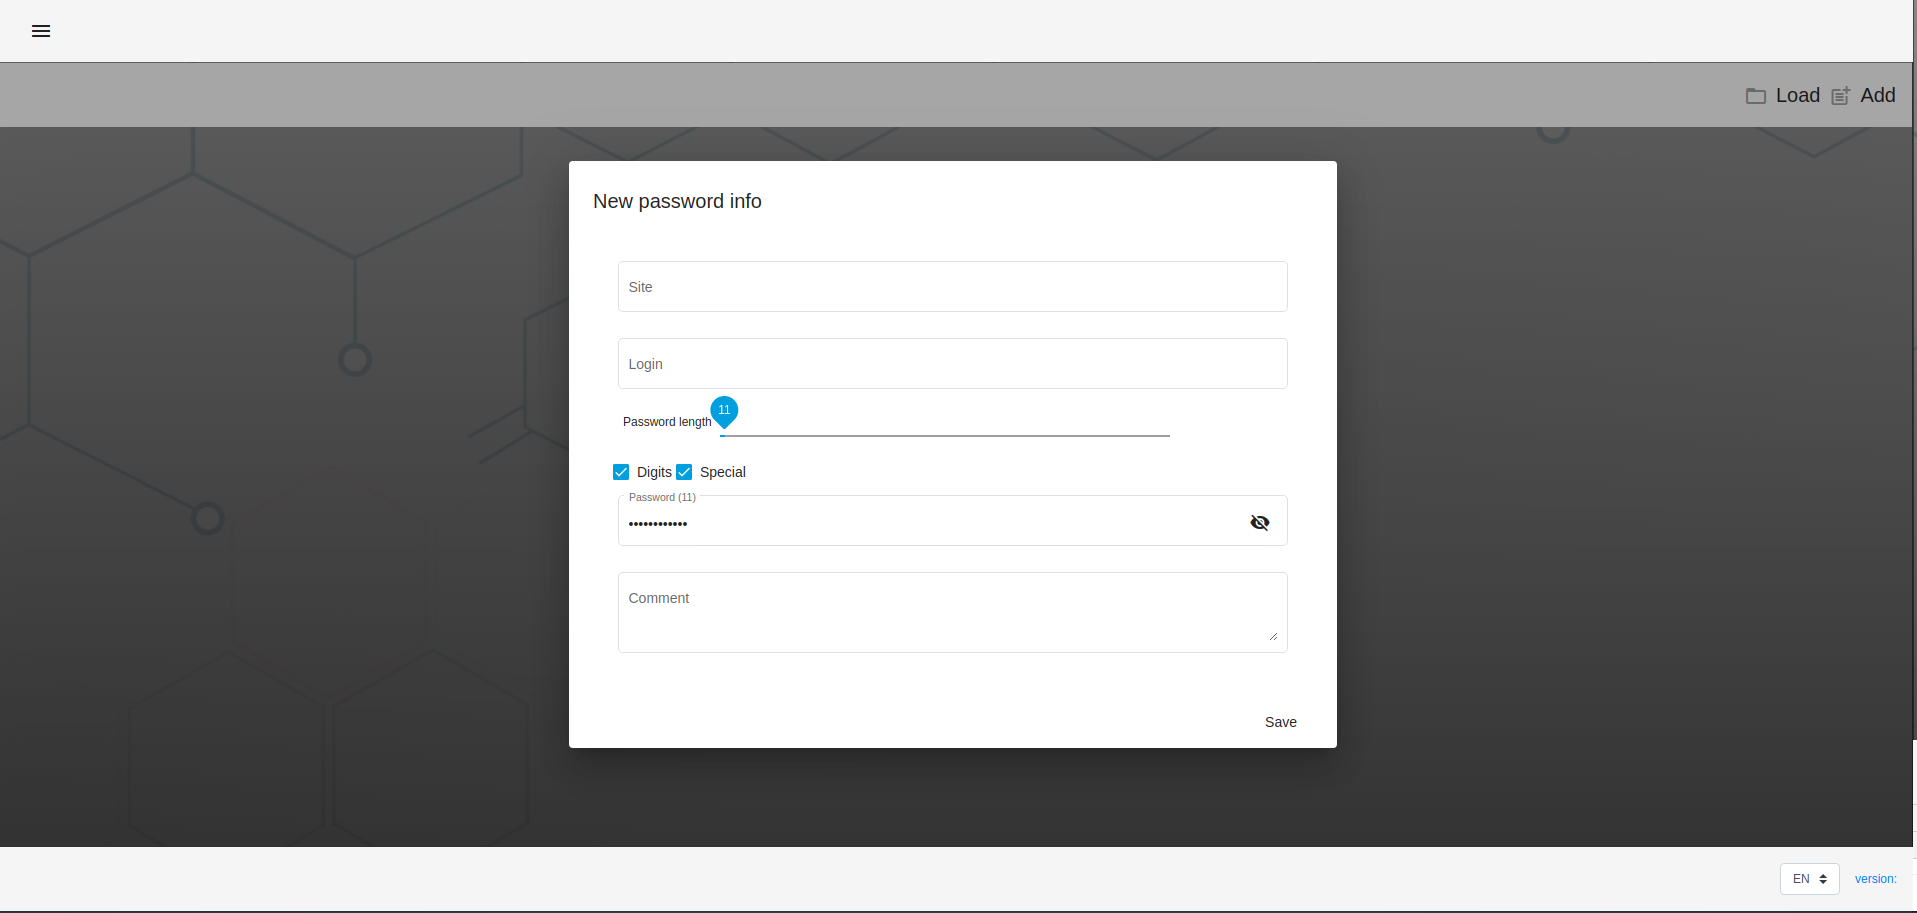 Load Add
New password info
Site
Login
11
Password length
Digits Special
Password (11)
••••••••••••
Comment
Save
EN version: